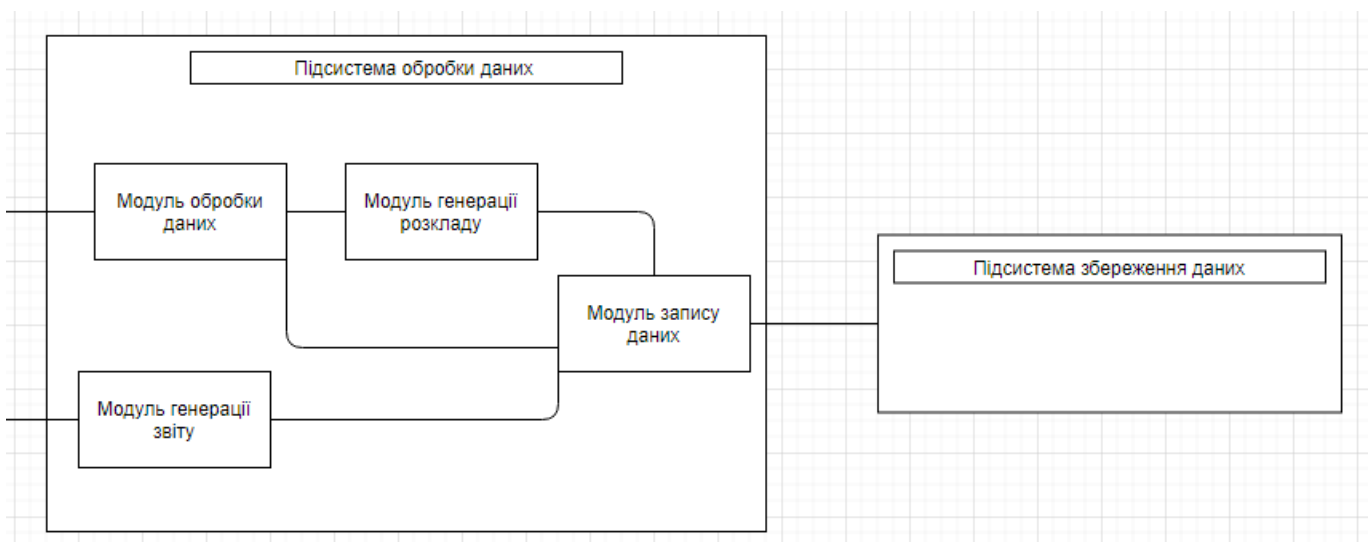 Підсистема обробки даних
Модуль обробки
даних
Модуль генерації
розкладу
Підсистема збереження даних
Модуль запису
даних
Модуль генерації
звіту